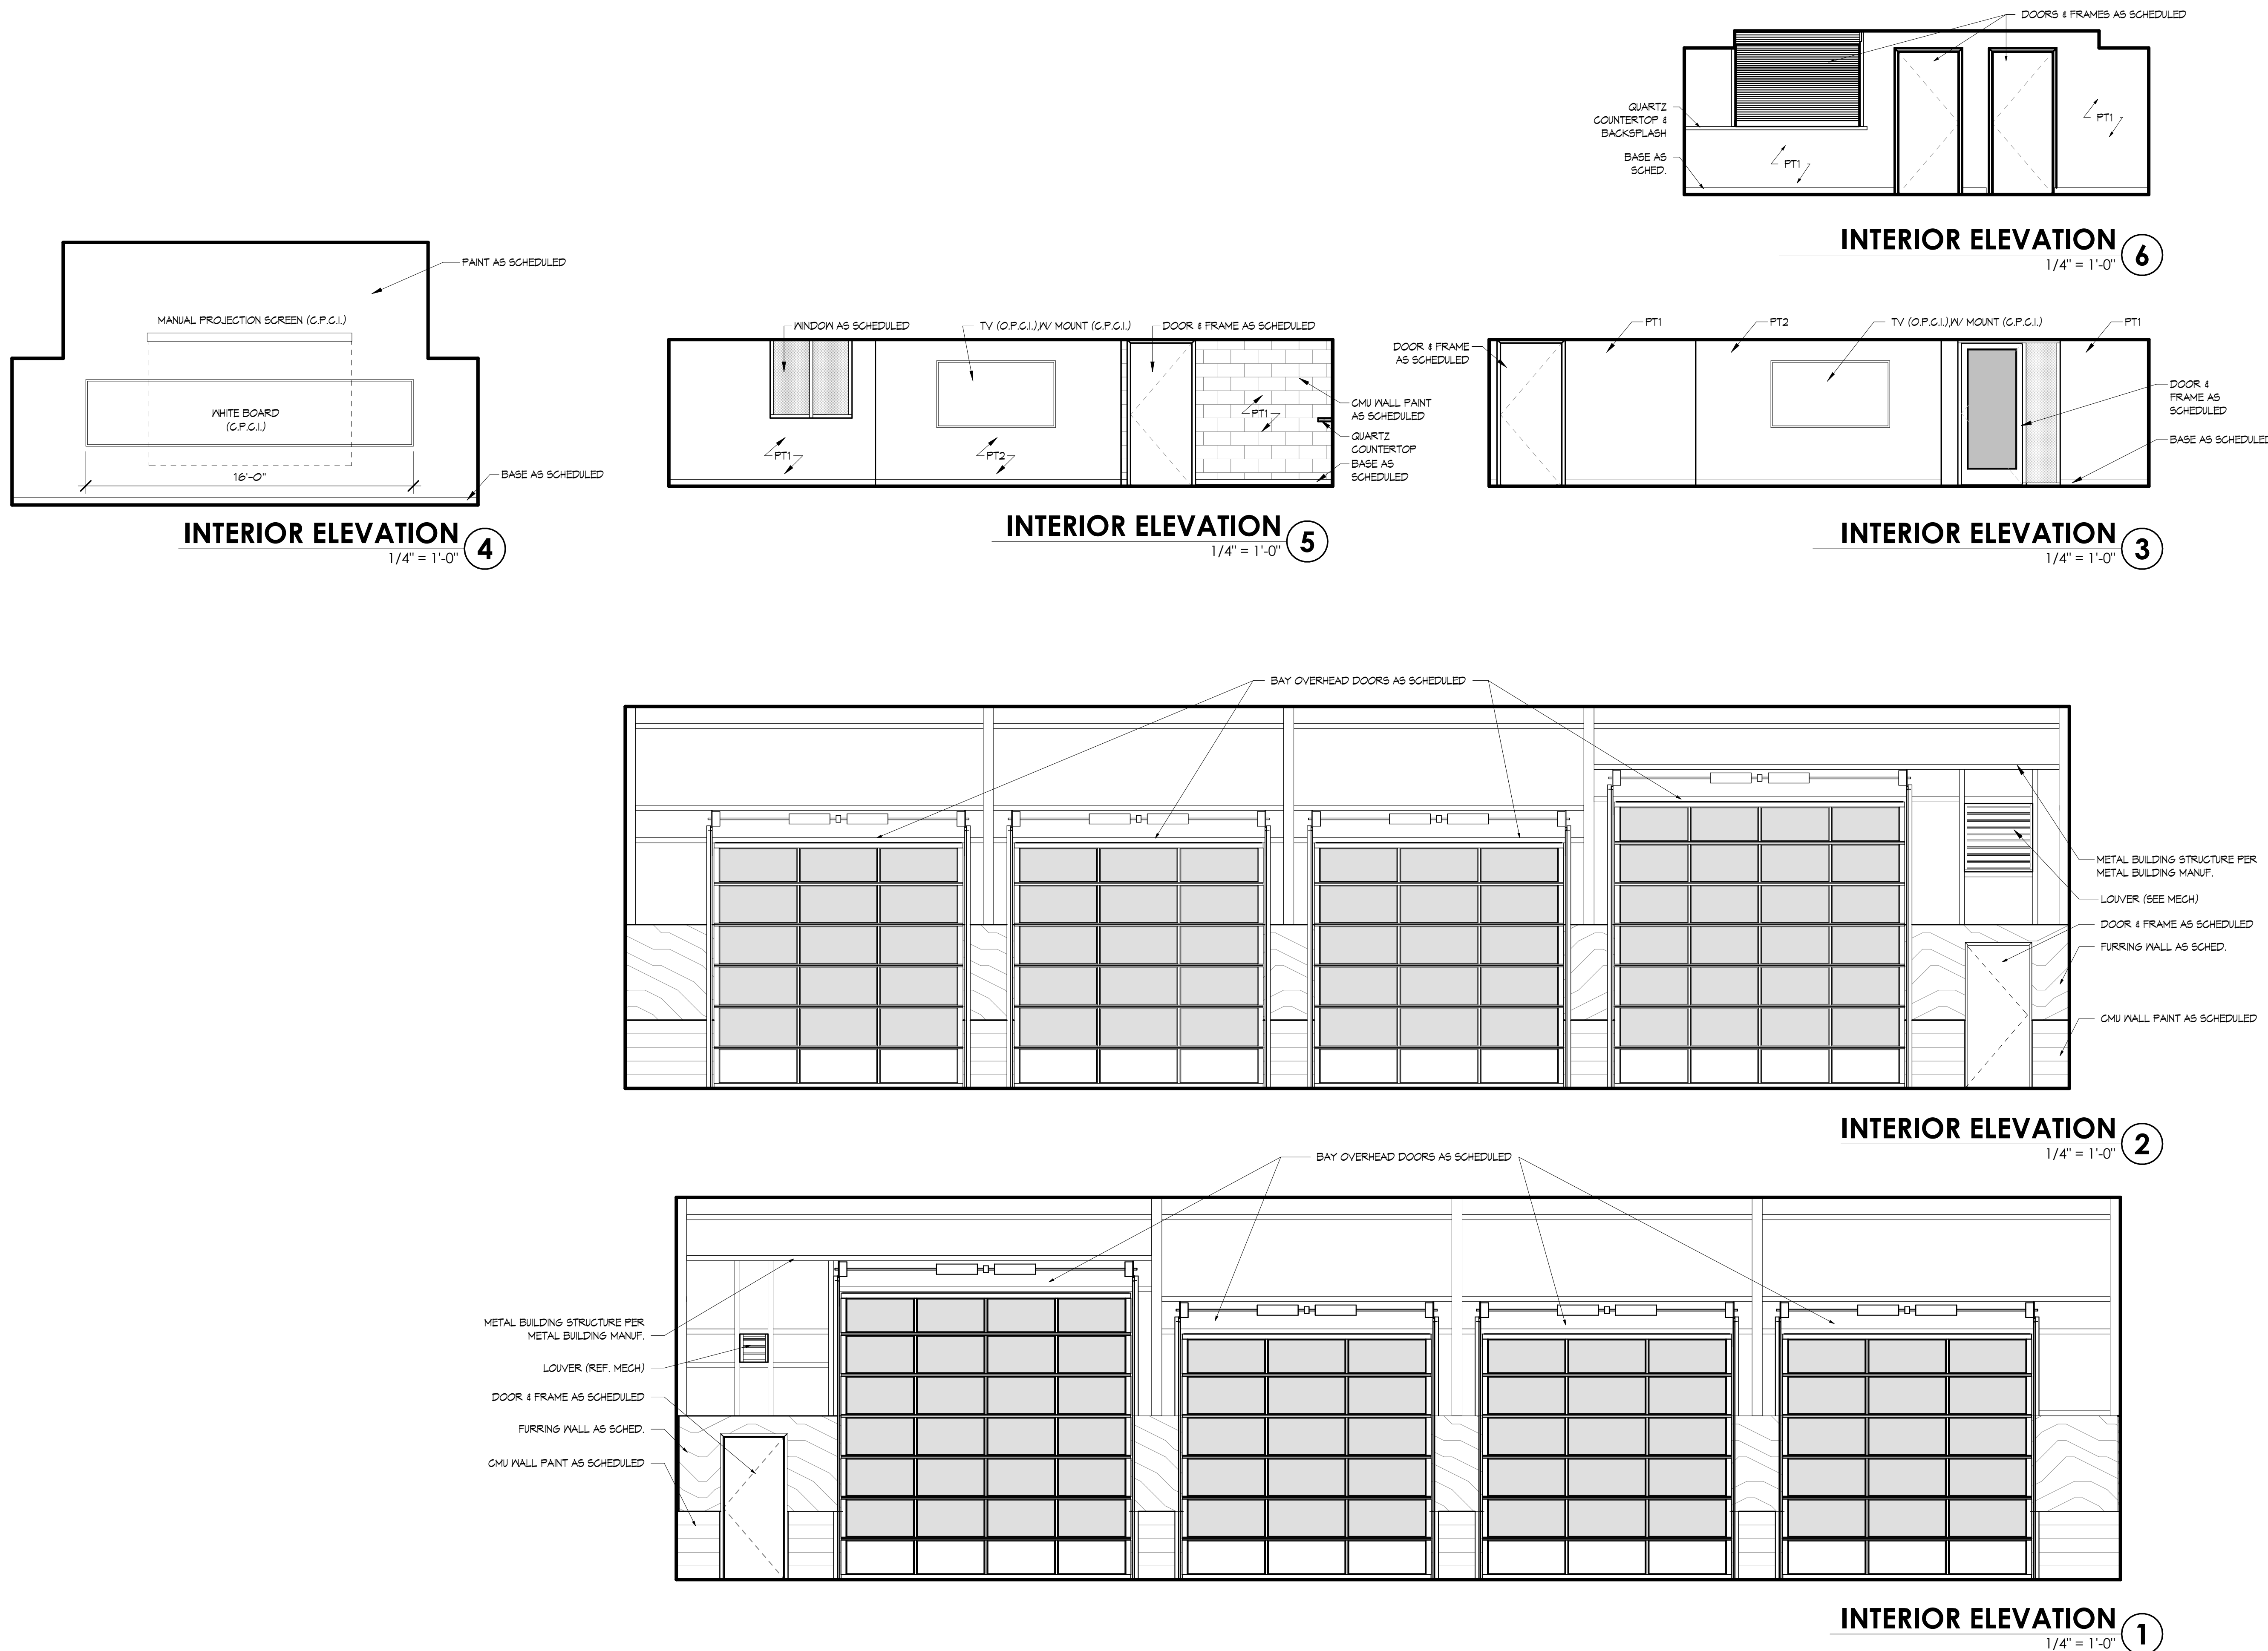 DOORS & FRAMES AS SCHEDULED
QUARTZ
COUNTERTOP &
BACKSPLASH
BASE AS
SCHED.
PT1
PT1
INTERIOR ELEVATION 6
1/4" = 1'-0"
PAINT AS SCHEDULED
MANUAL PROJECTION SCREEN (C.P.C.I.)
WHITE BOARD
(C.P.C.I.)
16'-0"
BASE AS SCHEDULED
INTERIOR ELEVATION 4
1/4" = 1'-0"
WINDOW AS SCHEDULED
TV (O.P.C.I.),W/ MOUNT (C.P.C.I.)
DOOR & FRAME AS SCHEDULED
PT1
PT2
PT1
CMU WALL PAINT
AS SCHEDULED
QUARTZ
COUNTERTOP
BASE AS
SCHEDULED
INTERIOR ELEVATION 5
1/4" = 1'-0"
DOOR & FRAME
AS SCHEDULED
PT1
PT2
TV (O.P.C.I.),W/ MOUNT (C.P.C.I.)
PT1
DOOR &
FRAME AS
SCHEDULED
BASE AS SCHEDULED
INTERIOR ELEVATION 3
1/4" = 1'-0"
BAY OVERHEAD DOORS AS SCHEDULED
METAL BUILDING STRUCTURE PER
METAL BUILDING MANUF.
LOUVER (SEE MECH)
DOOR & FRAME AS SCHEDULED
FURRING WALL AS SCHED.
CMU WALL PAINT AS SCHEDULED
INTERIOR ELEVATION 2
1/4" = 1'-0"
BAY OVERHEAD DOORS AS SCHEDULED
METAL BUILDING STRUCTURE PER
METAL BUILDING MANUF.
LOUVER (REF. MECH)
DOOR & FRAME AS SCHEDULED
FURRING WALL AS SCHED.
CMU WALL PAINT AS SCHEDULED
INTERIOR ELEVATION 1
1/4" = 1'-0"